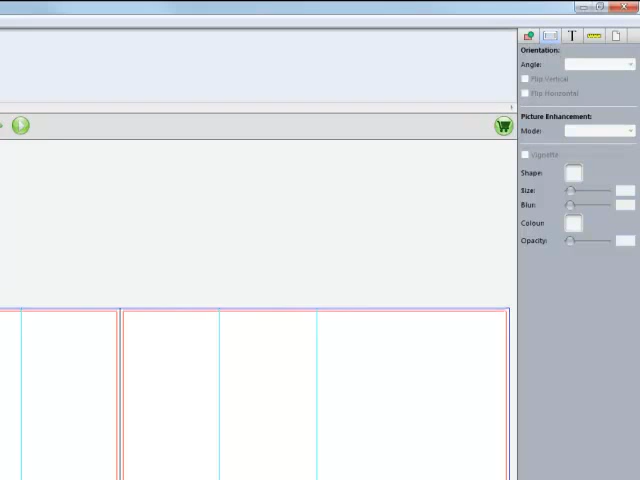 T
Orientation:
Angle:
Flip Vertical
Flip Horizontal
Picture Enhancement:
Mode:
Vignette
Shape:
Size:
Blur:
Colour:
Opacity: